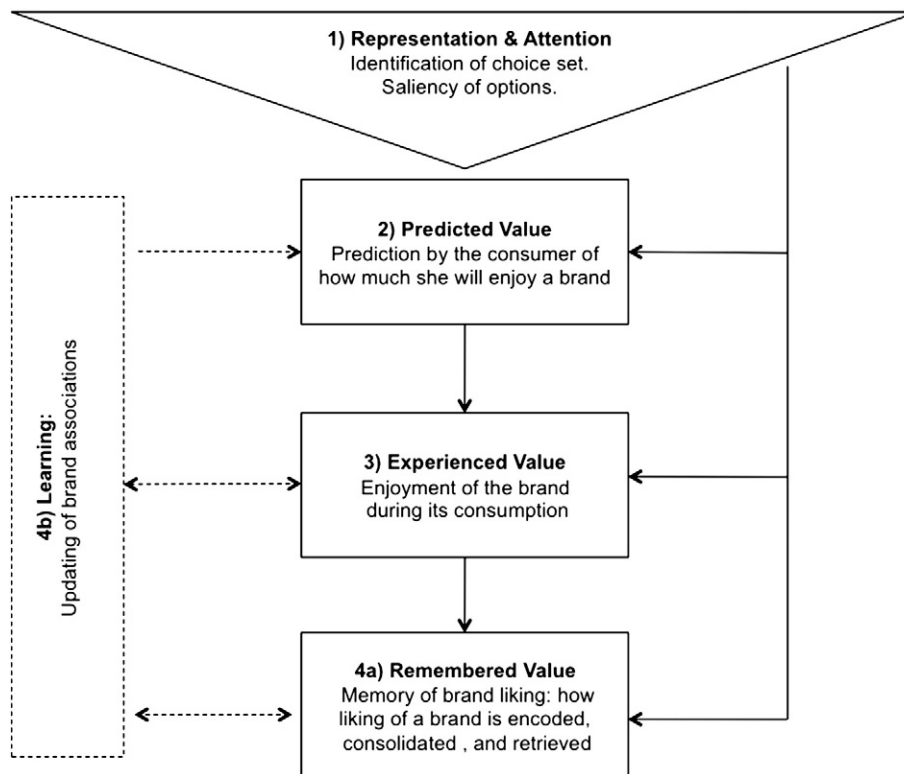 1) Representation & Attention
Identification of choice set.
Saliency of options.
2) Predicted Value
Prediction by the consumer of
how much she will enjoy a brand
4b) Learning:
Updating of brand associations
3) Experienced Value
Enjoyment of the brand
during its consumption
4a) Remembered Value
Memory of brand liking: how
liking of a brand is encoded,
consolidated , and retrieved